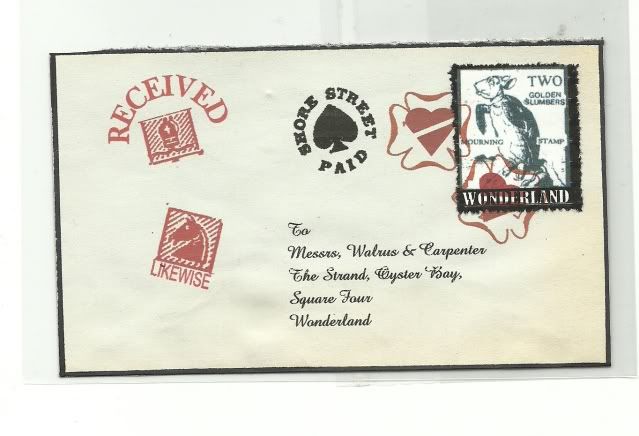 RECEIVED
SHORE STREET
PAID
TWO
GOLDEN
SLUMBERS
MOURNING STAMP
WONDERLAND
LIKEWISE
To
Messrs, Walrus & Carpenter
The Strand, Oyster Bay,
Square Four
Wonderland